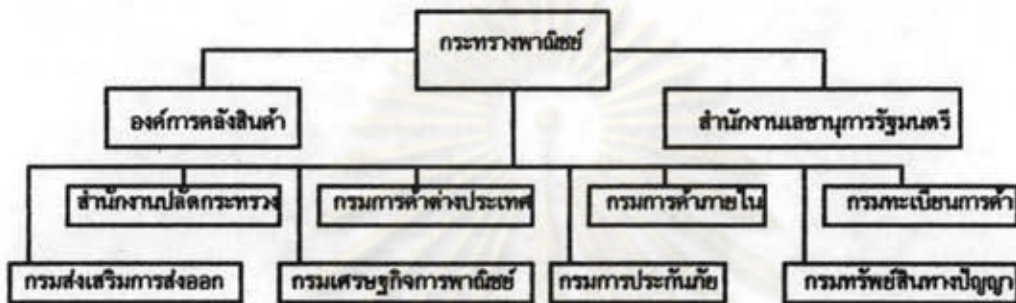 กระทรวงพาณิชย์
องค์การคลังสินค้า
สำนักงานเลขานุการรัฐมนตรี
สำนักงานปลัดกระทรวง
กรมการค้าต่างประเทศ
กรมการค้าภายใน
กรมทะเบียนการค้า
กรมส่งเสริมการส่งออก
กรมเศรษฐกิจการพาณิชย์
กรมการประกันภัย
กรมทรัพย์สินทางปัญญา